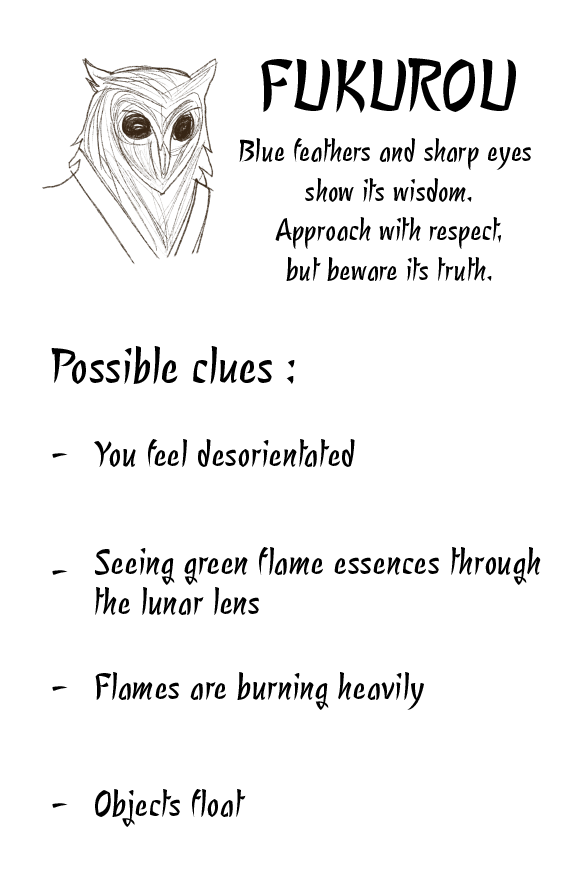 FUKUROU
Blue feathers and sharp eyes
show its wisdom.
Approach with respect,
but beware its truth.
Possible clues :
- You feel desorientated
- Seeing green flame essences through
the lunar lens
- Flames are burning heavily
- Objects float